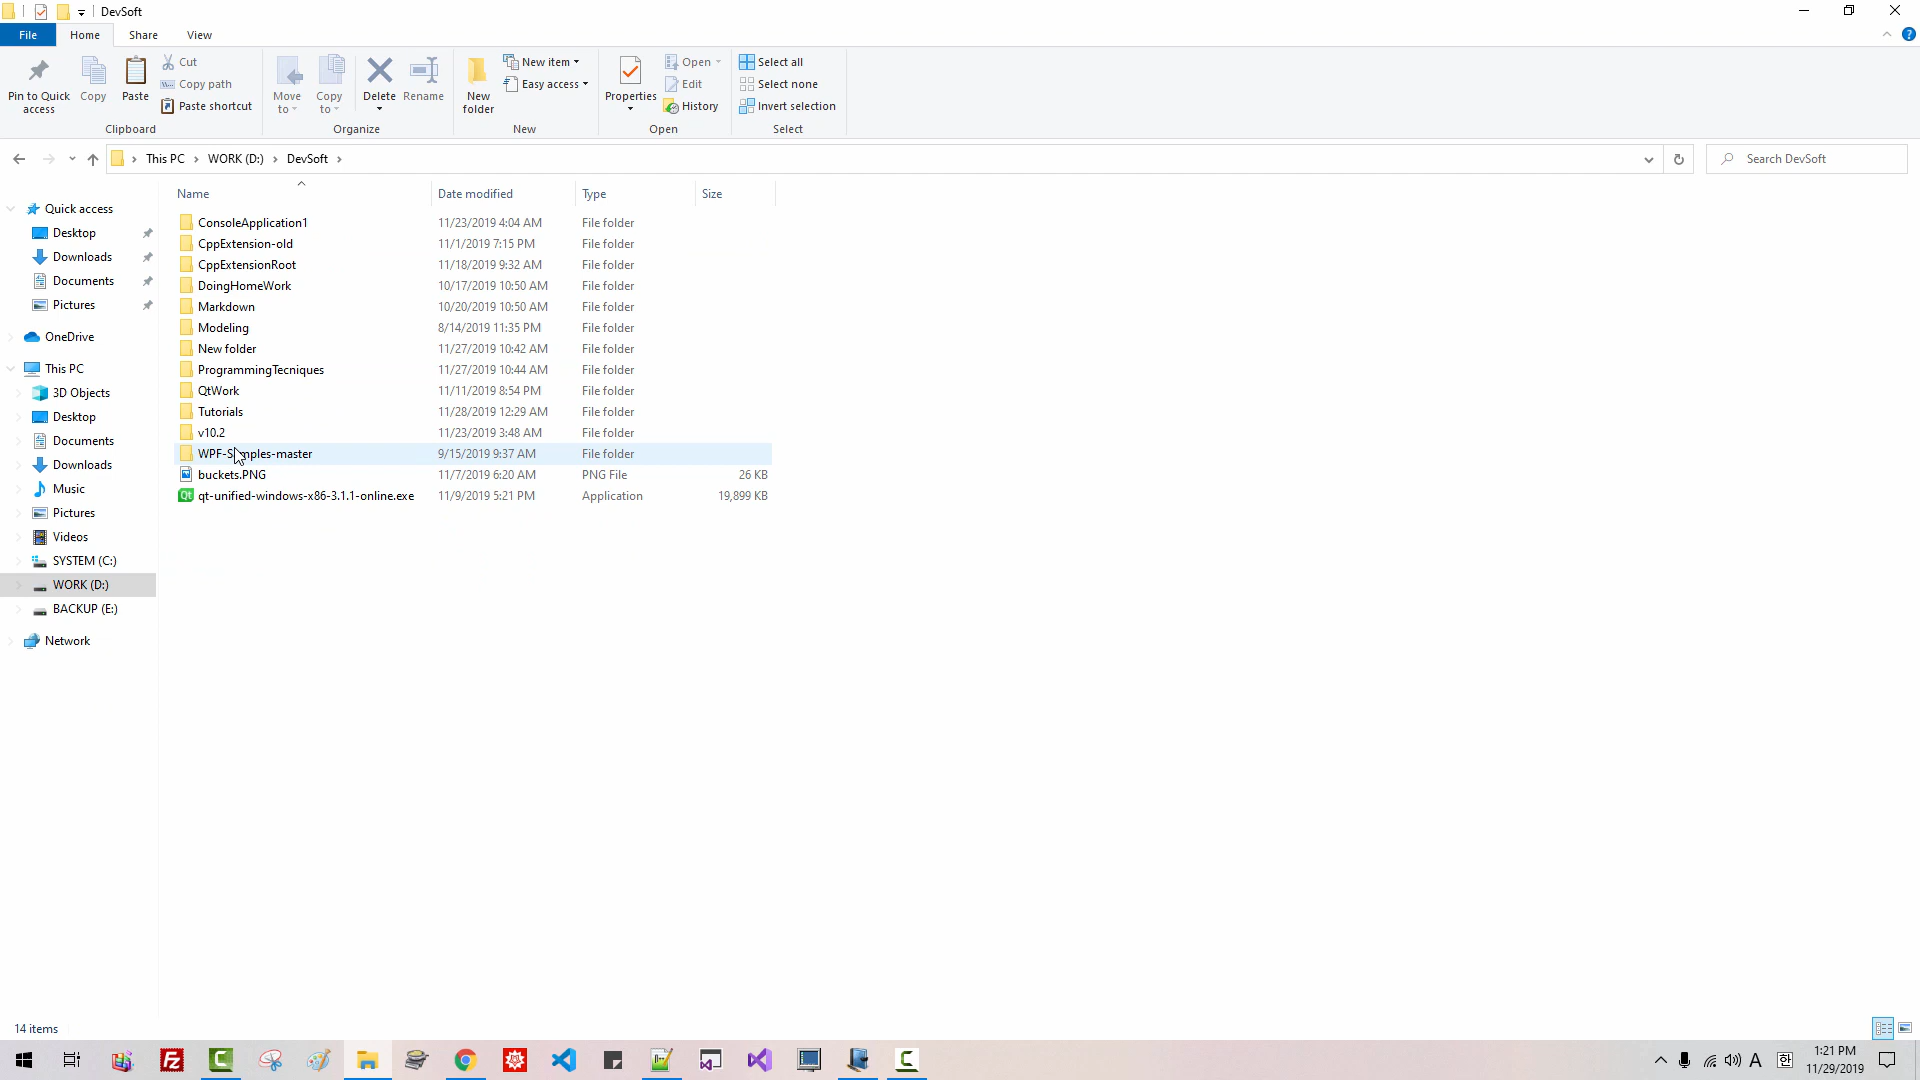 DevSoft
File Home Share View
Pin to Quick access
Copy
Paste
Cut
Copy path
Paste shortcut
Clipboard
Move to
Copy to
Delete
Rename
Organize
New folder
New item
Easy access
New
Properties
Open
Edit
History
Open
Select all
Select none
Invert selection
Select
This PC WORK (D:) DevSoft
Search DevSoft
Quick access
Desktop
Downloads
Documents
Pictures
OneDrive
This PC
3D Objects
Desktop
Documents
Downloads
Music
Pictures
Videos
SYSTEM (C:)
WORK (D:)
BACKUP (E:)
Network
Name Date modified Type Size
ConsoleApplication1 11/23/2019 4:04 AM File folder
CppExtension-old 11/1/2019 7:15 PM File folder
CppExtensionRoot 11/18/2019 9:32 AM File folder
DoingHomeWork 10/17/2019 10:50 AM File folder
Markdown 10/20/2019 10:50 AM File folder
Modeling 8/14/2019 11:35 PM File folder
New folder 11/27/2019 10:42 AM File folder
ProgrammingTecniques 11/27/2019 10:44 AM File folder
QtWork 11/11/2019 8:54 PM File folder
Tutorials 11/28/2019 12:29 AM File folder
v10.2 11/23/2019 3:48 AM File folder
WPF-Samples-master 9/15/2019 9:37 AM File folder
buckets.PNG 11/7/2019 6:20 AM PNG File 26 KB
Qt qt-unified-windows-x86-3.1.1-online.exe 11/9/2019 5:21 PM Application 19,899 KB
14 items
A 한 1:21 PM
11/29/2019